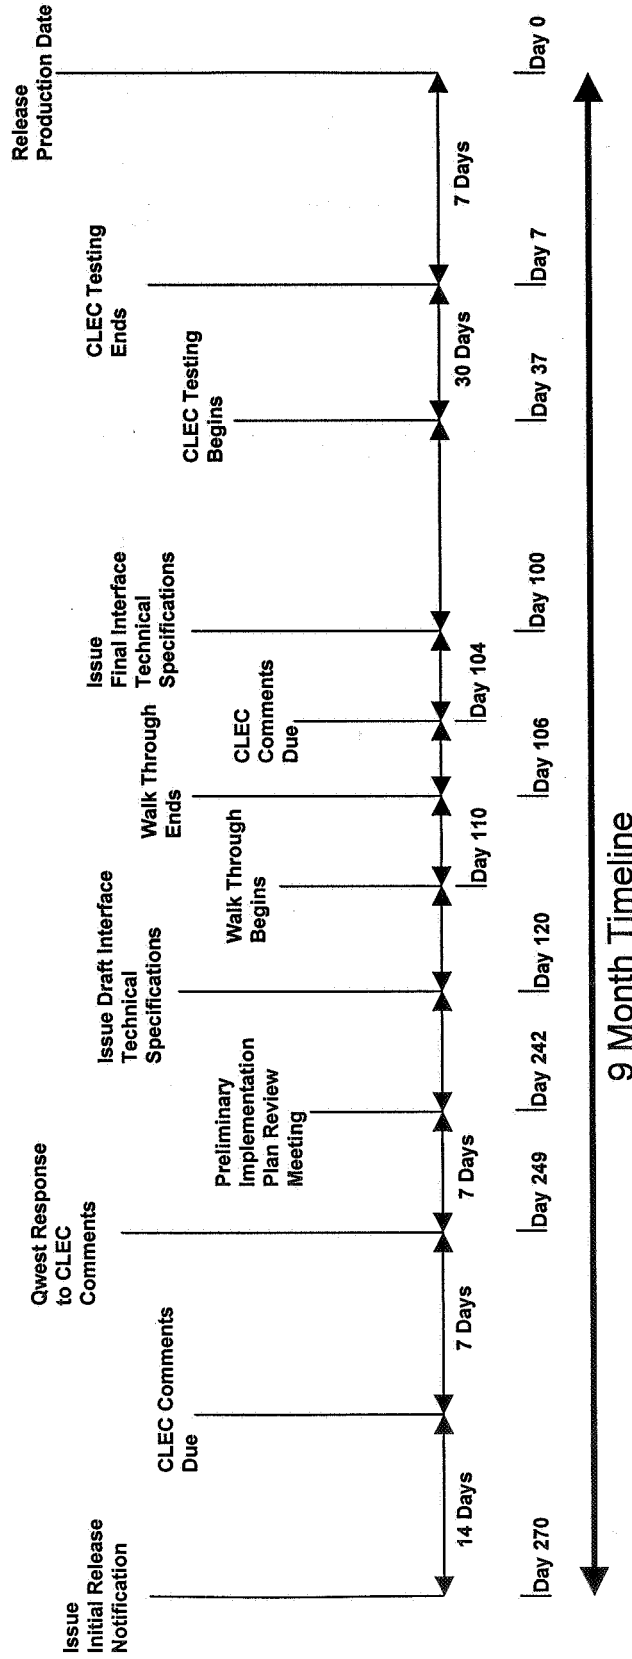 Issue
Initial Release
Notification
CLEC Comments
Due
Qwest Response
to CLEC
Comments
Preliminary
Implementation
Plan Review
Meeting
Issue Draft Interface
Technical
Specifications
Walk Through
Begins
Walk Through
Ends
CLEC
Comments
Due
Issue
Final Interface
Technical
Specifications
CLEC Testing
Begins
CLEC Testing
Ends
Release
Production Date
14 Days
7 Days
7 Days
30 Days
7 Days
Day 270
Day 249
Day 242
Day 120
Day 110
Day 106
Day 104
Day 100
Day 37
Day 7
Day 0
9 Month Timeline